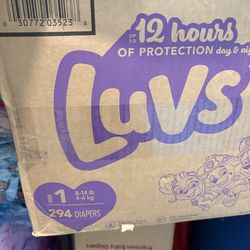 0 30772 03523
UP TO 12 hours
OF PROTECTION day &
Luvs
SIZE 1 8-14 lb
4-6 kg
294 DIAPERS